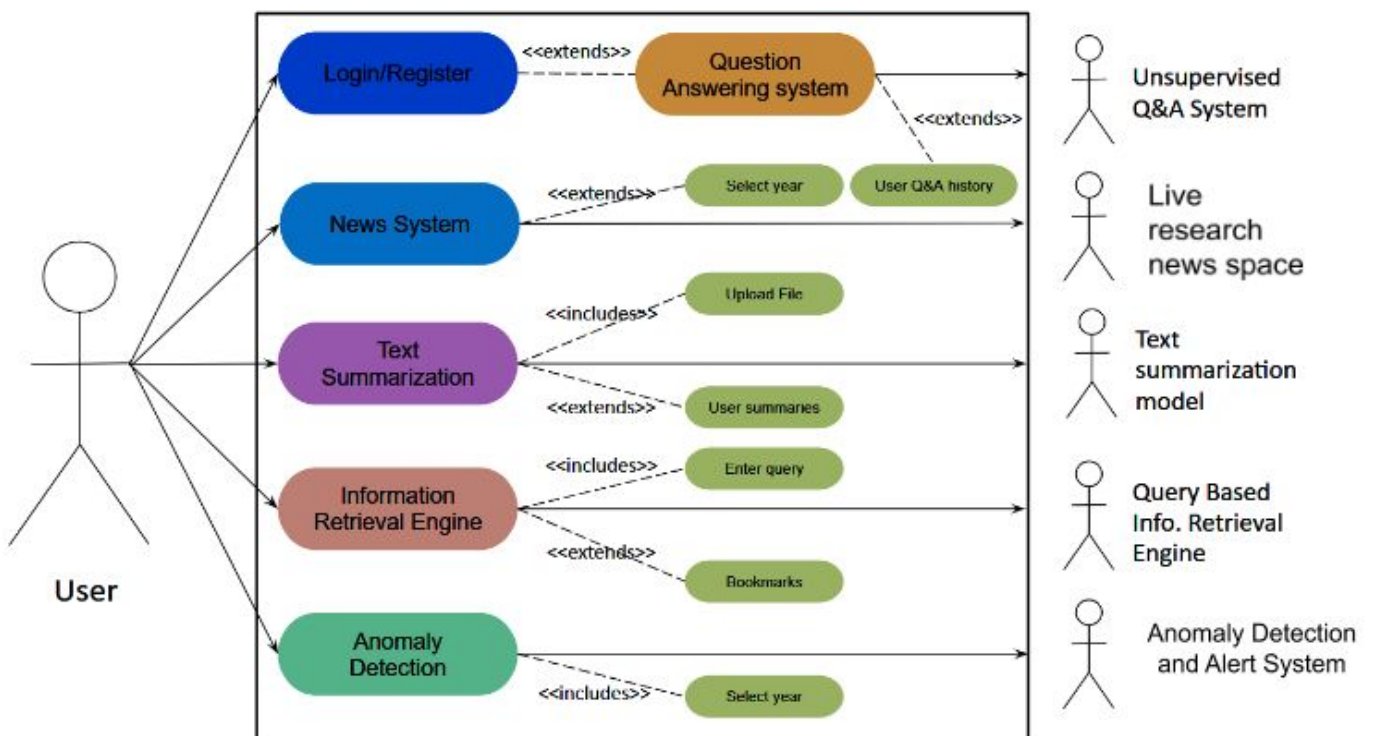 Login/Register
<<extends>>
Question
Answering system
<<extends>>
Unsupervised
Q&A System
News System
<<extends>>
Select year
User Q&A history
Live
research
news space
Text
Summarization
<<includes>>
Upload File
<<extends>>
User summaries
Text
summarization
model
Information
Retrieval Engine
<<includes>>
Enter query
<<extends>>
Bookmarks
Query Based
Info. Retrieval
Engine
User
Anomaly
Detection
<<includes>>
Select year
Anomaly Detection
and Alert System